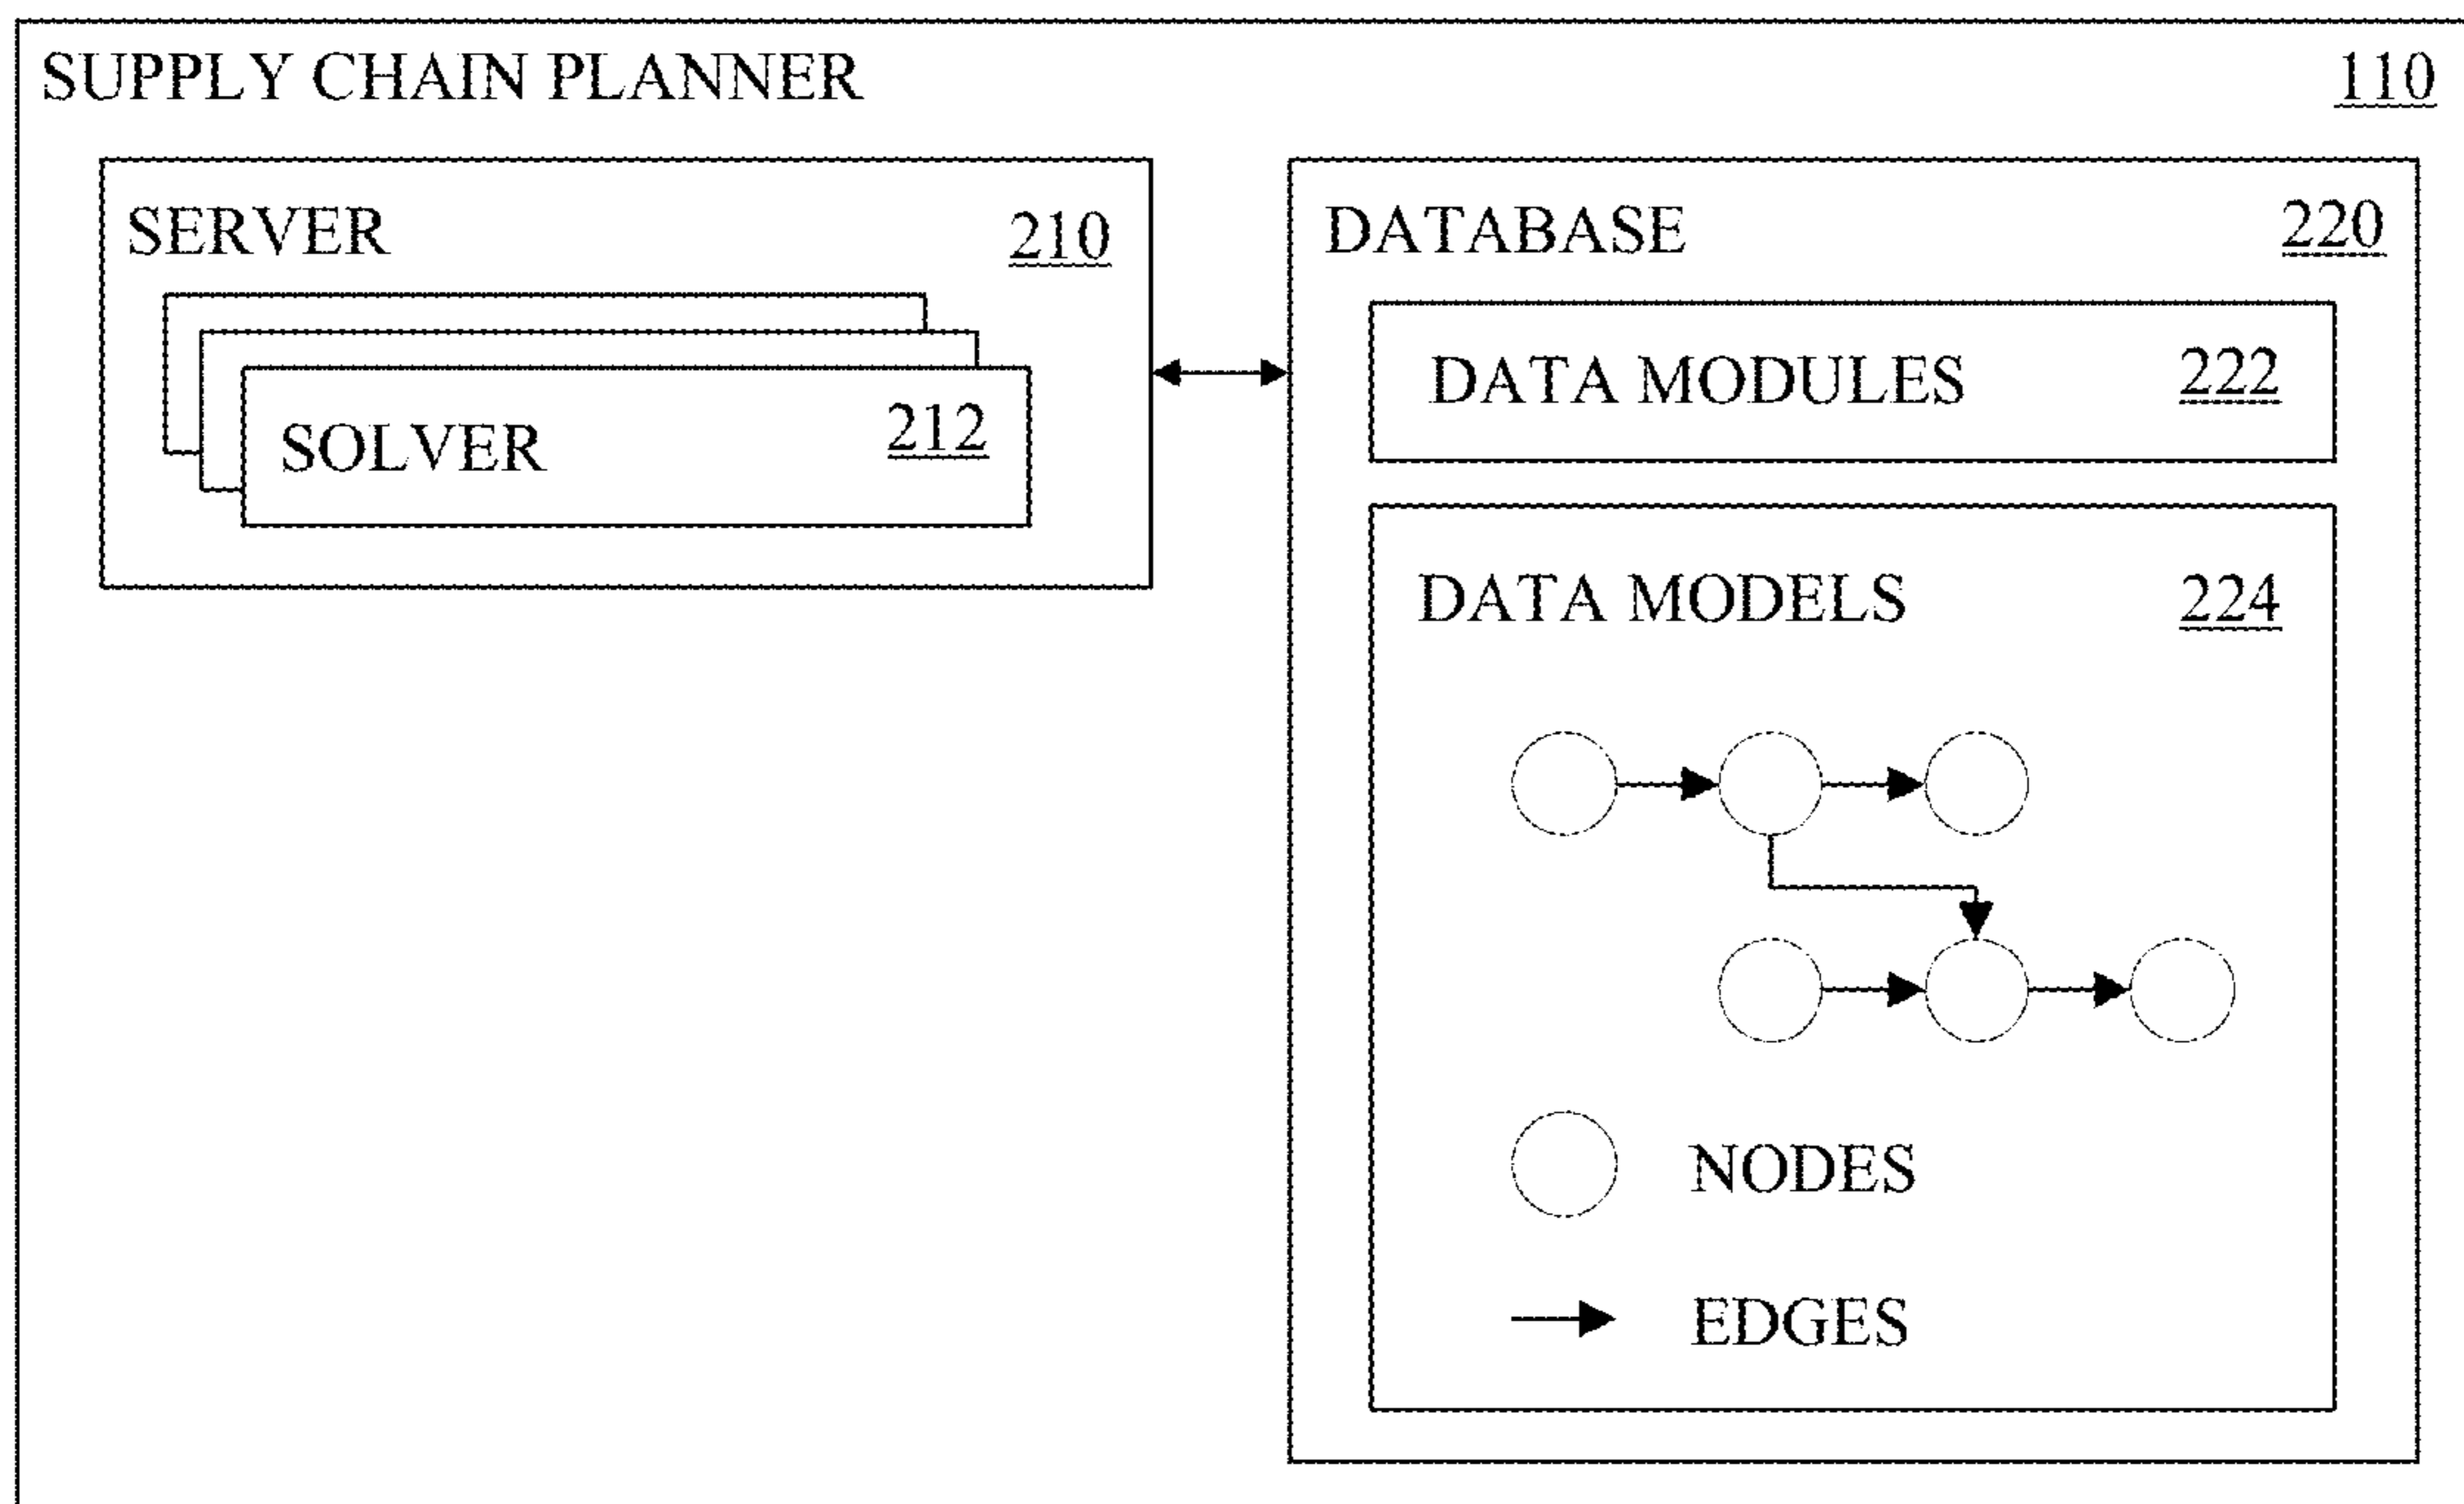 SUPPLY CHAIN PLANNER 110
SERVER 210
SOLVER 212
DATABASE 220
DATA MODULES 222
DATA MODELS 224
NODES
EDGES